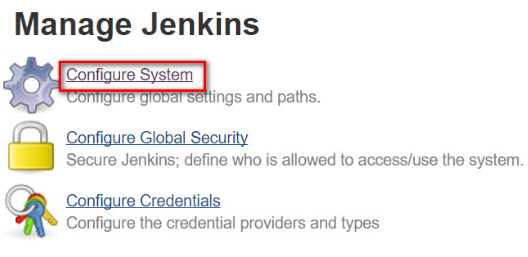 Manage Jenkins
Configure System
Configure global settings and paths.
Configure Global Security
Secure Jenkins; define who is allowed to access/use the system.
Configure Credentials
Configure the credential providers and types